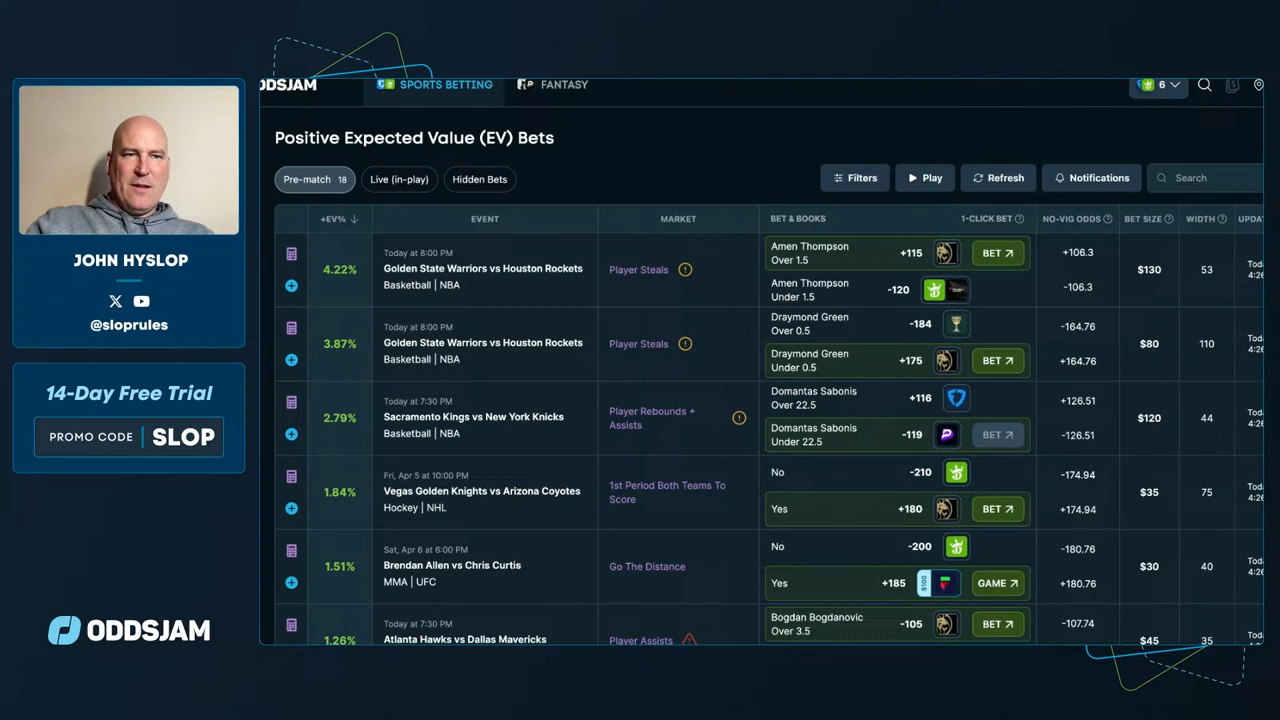 ODDSJAM
SPORTS BETTING
FANTASY
6
Positive Expected Value (EV) Bets
Pre-match 18
Live (in-play)
Hidden Bets
Filters
Play
Refresh
Notifications
Search
+EV%
EVENT
MARKET
BET & BOOKS
1-CLICK BET
NO-VIG ODDS
BET SIZE
WIDTH
4.22%
Today at 8:00 PM
Golden State Warriors vs Houston Rockets
Basketball | NBA
Player Steals
Amen Thompson
Over 1.5
+115
BET
Amen Thompson
Under 1.5
-120
+106.3
-106.3
$130
53
3.87%
Today at 8:00 PM
Golden State Warriors vs Houston Rockets
Basketball | NBA
Player Steals
Draymond Green
Over 0.5
-184
Draymond Green
Under 0.5
+175
BET
-164.76
+164.76
$80
110
2.79%
Today at 7:30 PM
Sacramento Kings vs New York Knicks
Basketball | NBA
Player Rebounds +
Assists
Domantas Sabonis
Over 22.5
+116
Domantas Sabonis
Under 22.5
-119
BET
+126.51
-126.51
$120
44
1.84%
Fri, Apr 5 at 10:00 PM
Vegas Golden Knights vs Arizona Coyotes
Hockey | NHL
1st Period Both Teams To
Score
No
-210
Yes
+180
BET
-174.94
+174.94
$35
75
1.51%
Sat, Apr 6 at 6:00 PM
Brendan Allen vs Chris Curtis
MMA | UFC
Go The Distance
No
-200
Yes
+185
GAME
-180.76
+180.76
$30
40
1.26%
Today at 7:30 PM
Atlanta Hawks vs Dallas Mavericks
Player Assists
Bogdan Bogdanovic
Over 3.5
-105
BET
-107.74
$45
35
JOHN HYSLOP
@sloprules
14-Day Free Trial
PROMO CODE | SLOP
ODDSJAM